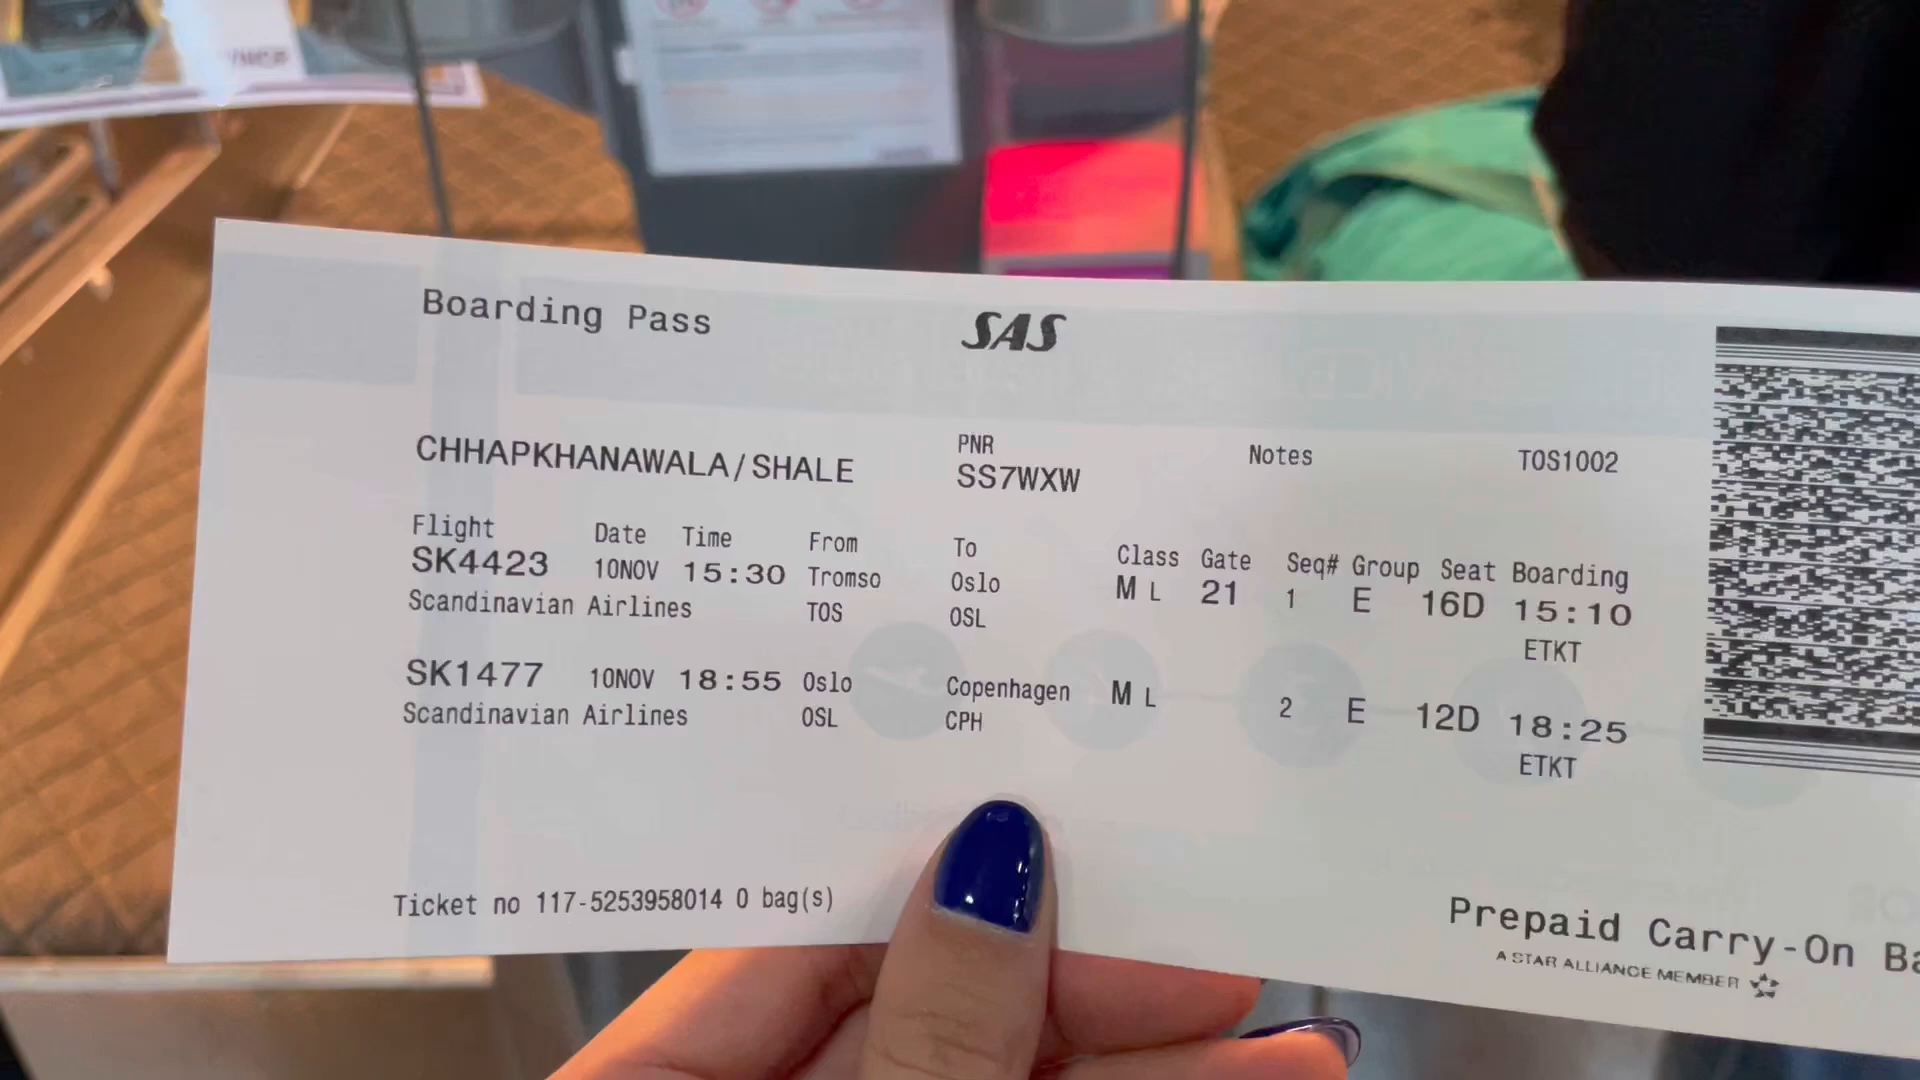 Boarding Pass SAS
CHHAPKHANAWALA/SHALE PNR SS7WXW Notes TOS1002
Flight Date Time From To Class Gate Seq# Group Seat Boarding
SK4423 10NOV 15:30 Tromso Oslo M L 21 1 E 16D 15:10
Scandinavian Airlines TOS OSL ETKT
SK1477 10NOV 18:55 Oslo Copenhagen M L 2 E 12D 18:25
Scandinavian Airlines OSL CPH ETKT
Ticket no 117-5253958014 0 bag(s)
Prepaid Carry-On
A STAR ALLIANCE MEMBER